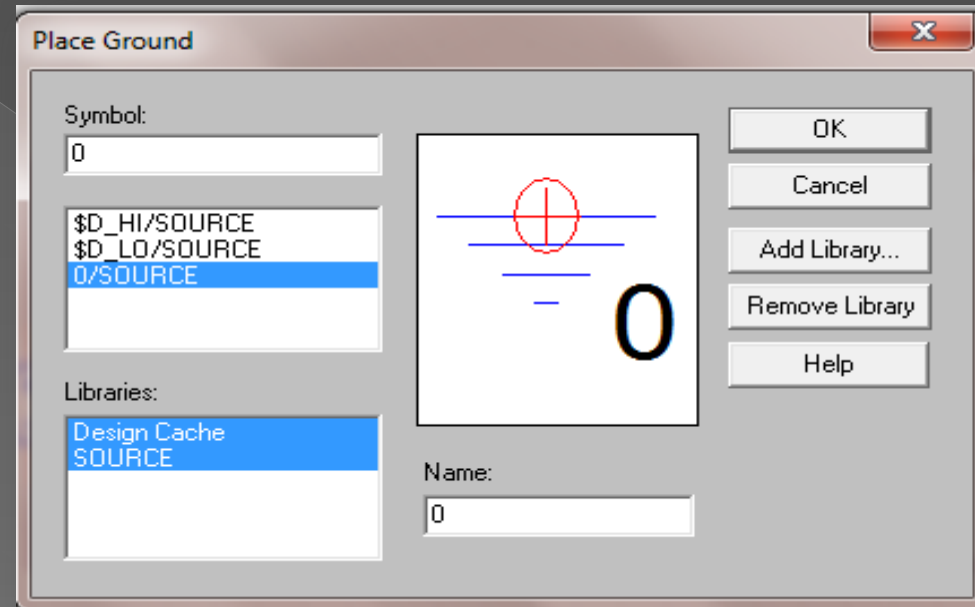 Place Ground
Symbol:
0
$D_HI/SOURCE
$D_LO/SOURCE
0/SOURCE
Libraries:
Design Cache
SOURCE
0
Name:
0
OK
Cancel
Add Library...
Remove Library
Help